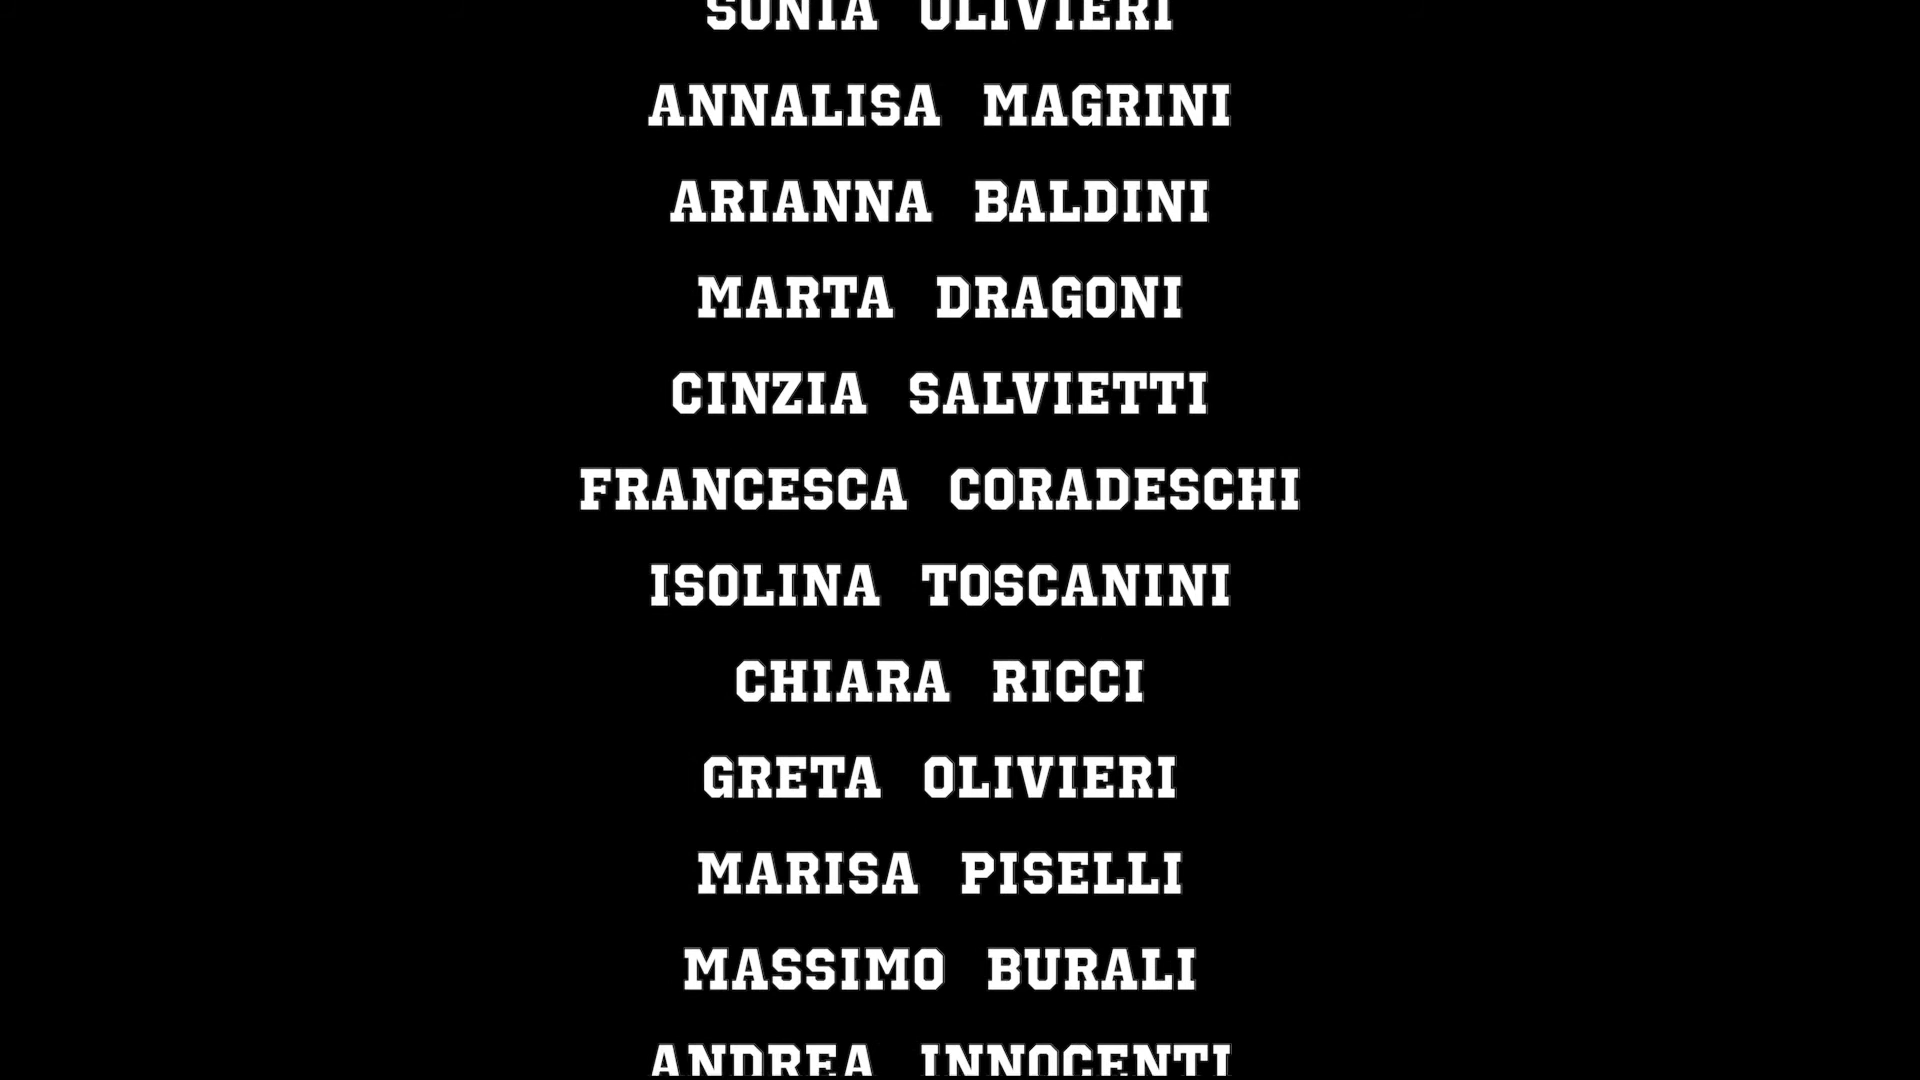 SONIA OLIVIERI
ANNALISA MAGRINI
ARIANNA BALDINI
MARTA DRAGONI
CINZIA SALVIETTI
FRANCESCA CORADESCHI
ISOLINA TOSCANINI
CHIARA RICCI
GRETA OLIVIERI
MARISA PISELLI
MASSIMO BURALI
ANDREA INNOCENTI